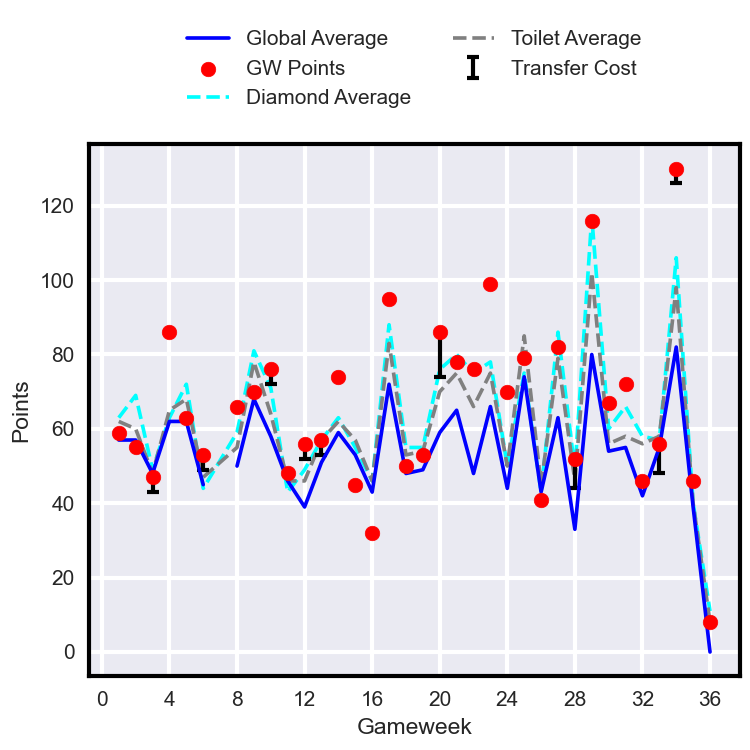 Global Average
GW Points
Diamond Average
Toilet Average
Transfer Cost
Points
120
100
80
60
40
20
0
0 4 8 12 16 20 24 28 32 36
Gameweek